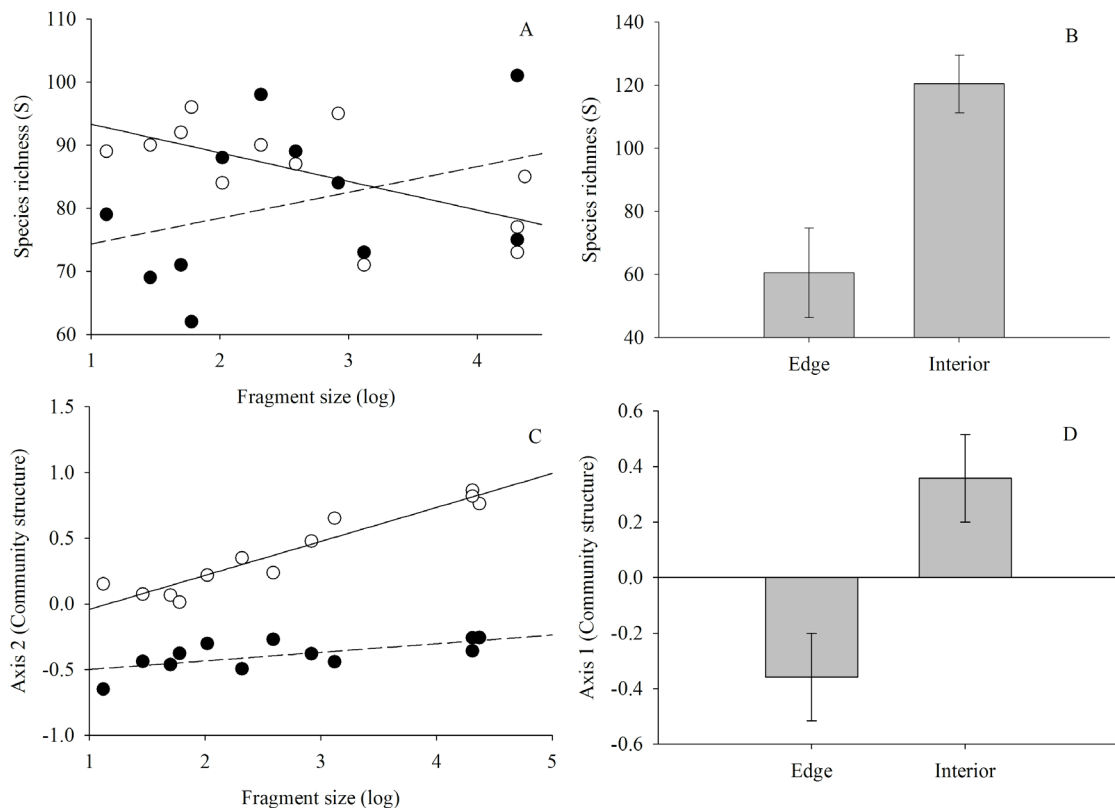 A
Species richness (S)
110
100
90
80
70
60
1
2
3
4
Fragment size (log)
B
Species richnnes (S)
140
120
100
80
60
40
Edge
Interior
C
Axis 2 (Community structure)
1.5
1.0
0.5
0.0
-0.5
-1.0
1
2
3
4
5
Fragment size (log)
D
Axis 1 (Community structure)
0.6
0.4
0.2
0.0
-0.2
-0.4
-0.6
Edge
Interior